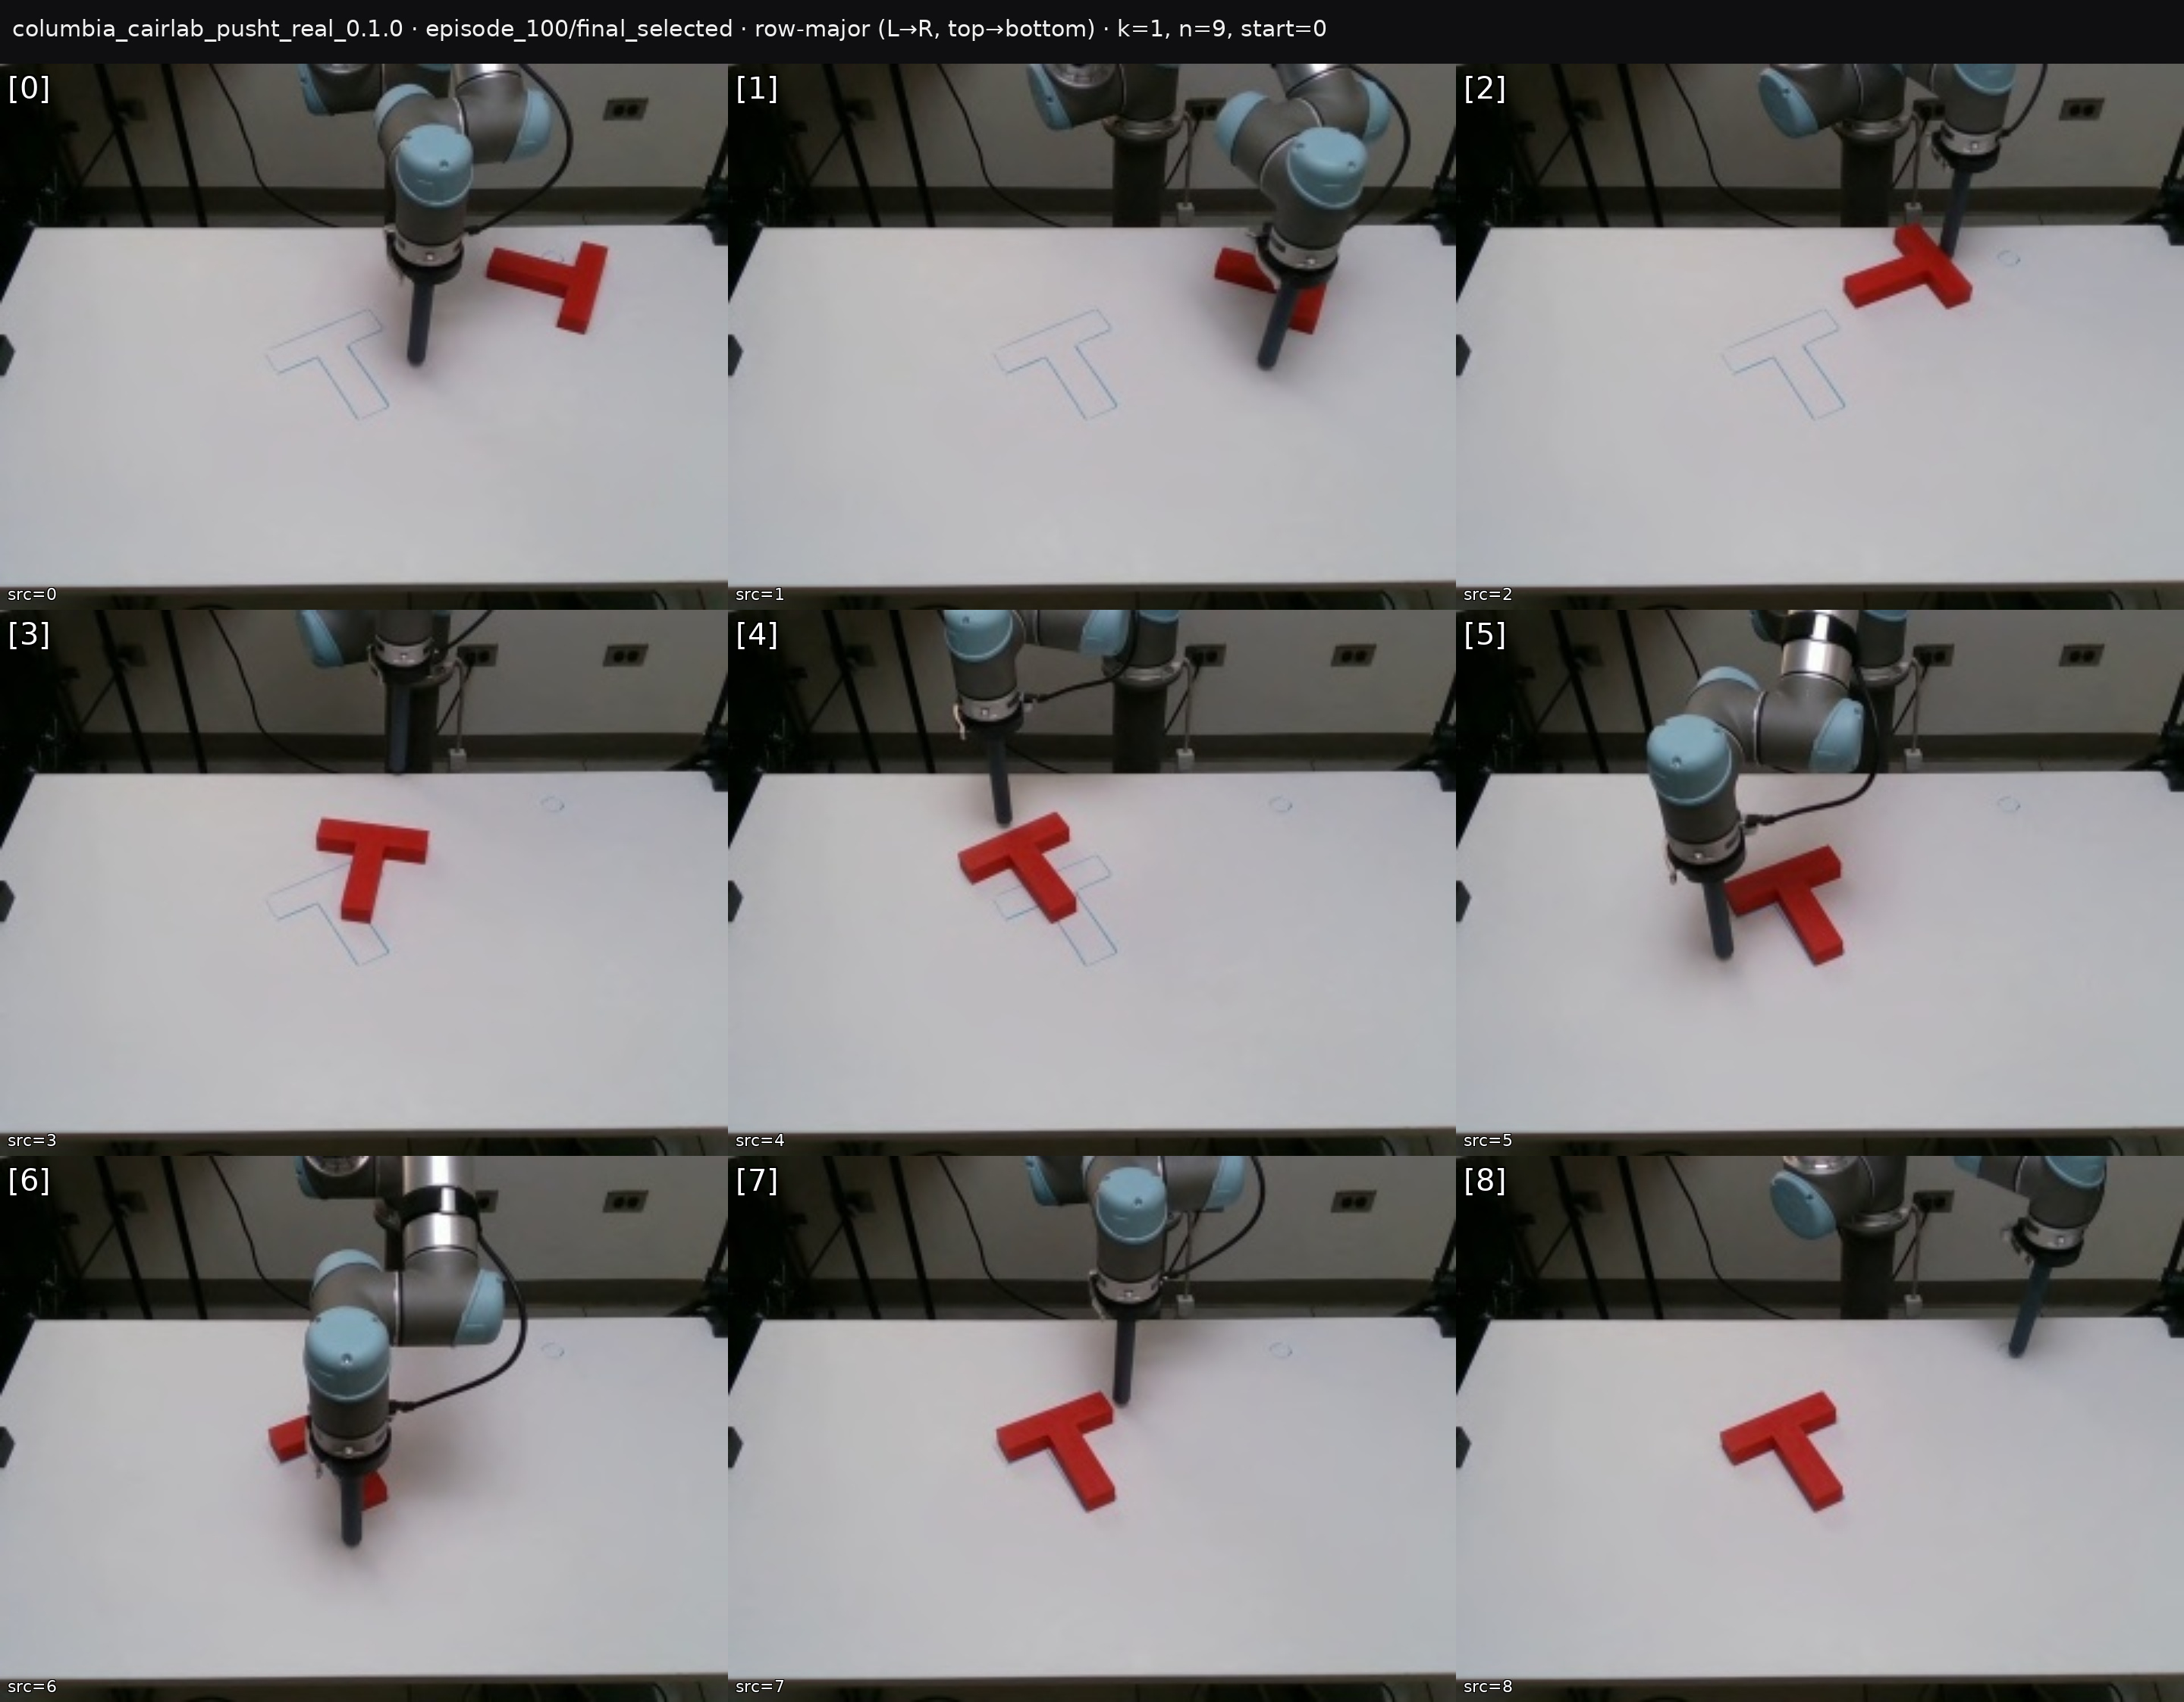 columbia_cairlab_pusht_real_0.1.0 · episode_100/final_selected · row-major (L→R, top→bottom) · k=1, n=9, start=0
[0]
[1]
[2]
src=0
src=1
src=2
[3]
[4]
[5]
src=3
src=4
src=5
[6]
[7]
[8]
src=6
src=7
src=8